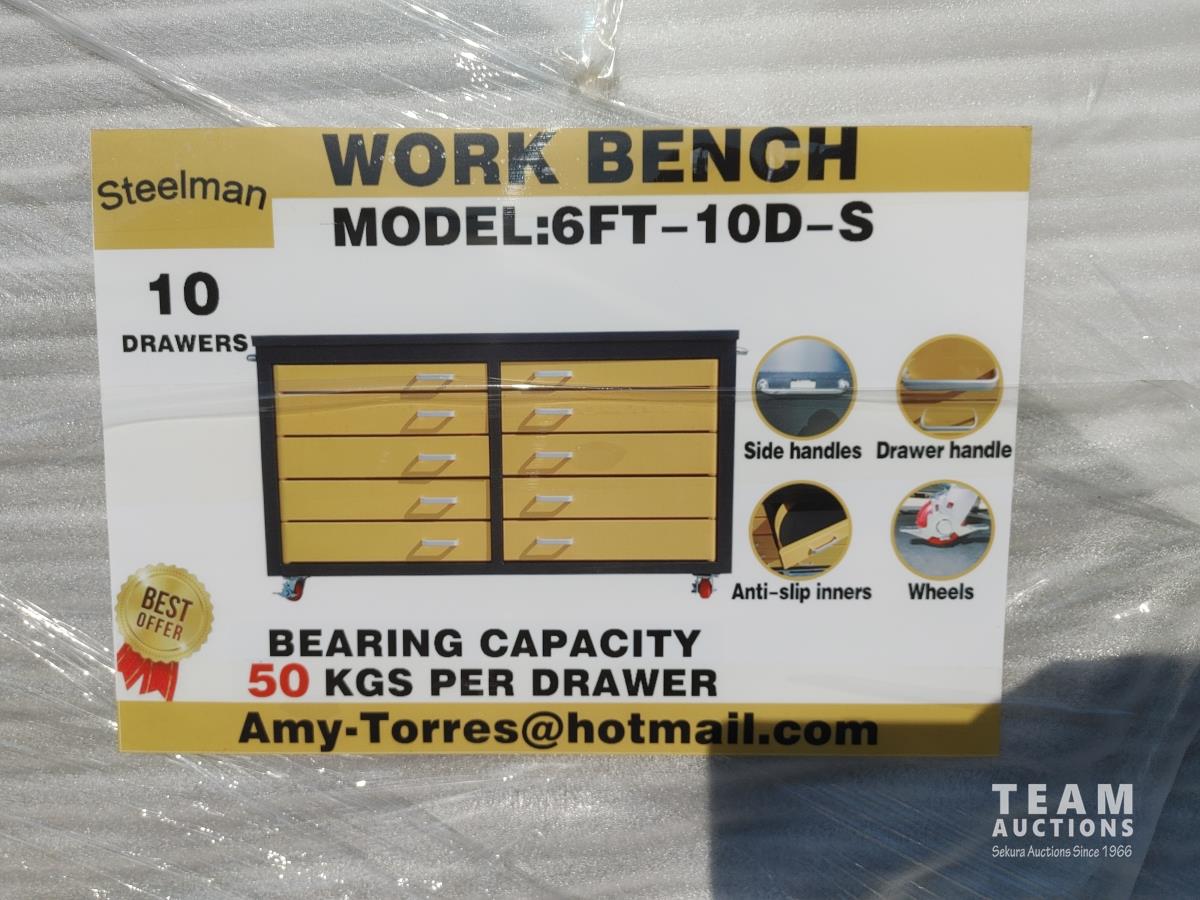 WORK BENCH
Steelman
MODEL:6FT-10D-S
10
DRAWERS
Side handles
Drawer handle
Anti-slip inners
Wheels
BEST
OFFER
BEARING CAPACITY
50 KGS PER DRAWER
Amy-Torres@hotmail.com
TEAM
AUCTIONS
Sekura Auctions Since 1966